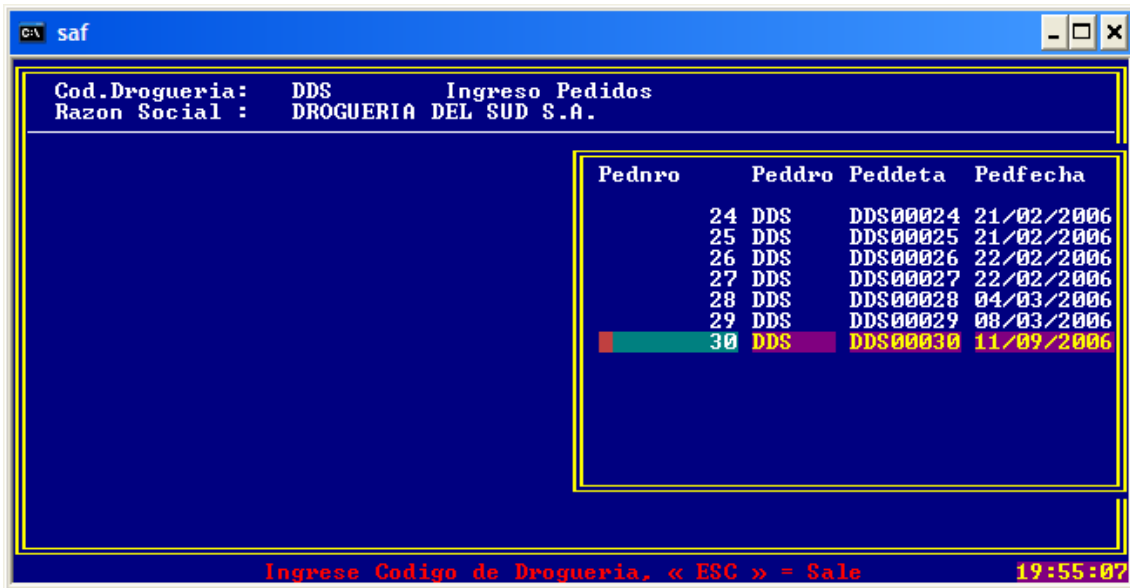 saf
Cod.Drogueria: DDS Ingreso Pedidos
Razon Social : DROGUERIA DEL SUD S.A.
Pednro Peddro Peddeta Pedfecha
24 DDS DDS00024 21/02/2006
25 DDS DDS00025 21/02/2006
26 DDS DDS00026 22/02/2006
27 DDS DDS00027 22/02/2006
28 DDS DDS00028 04/03/2006
29 DDS DDS00029 08/03/2006
30 DDS DDS00030 11/09/2006
Ingrese Codigo de Drogueria, « ESC » = Sale 19:55:07